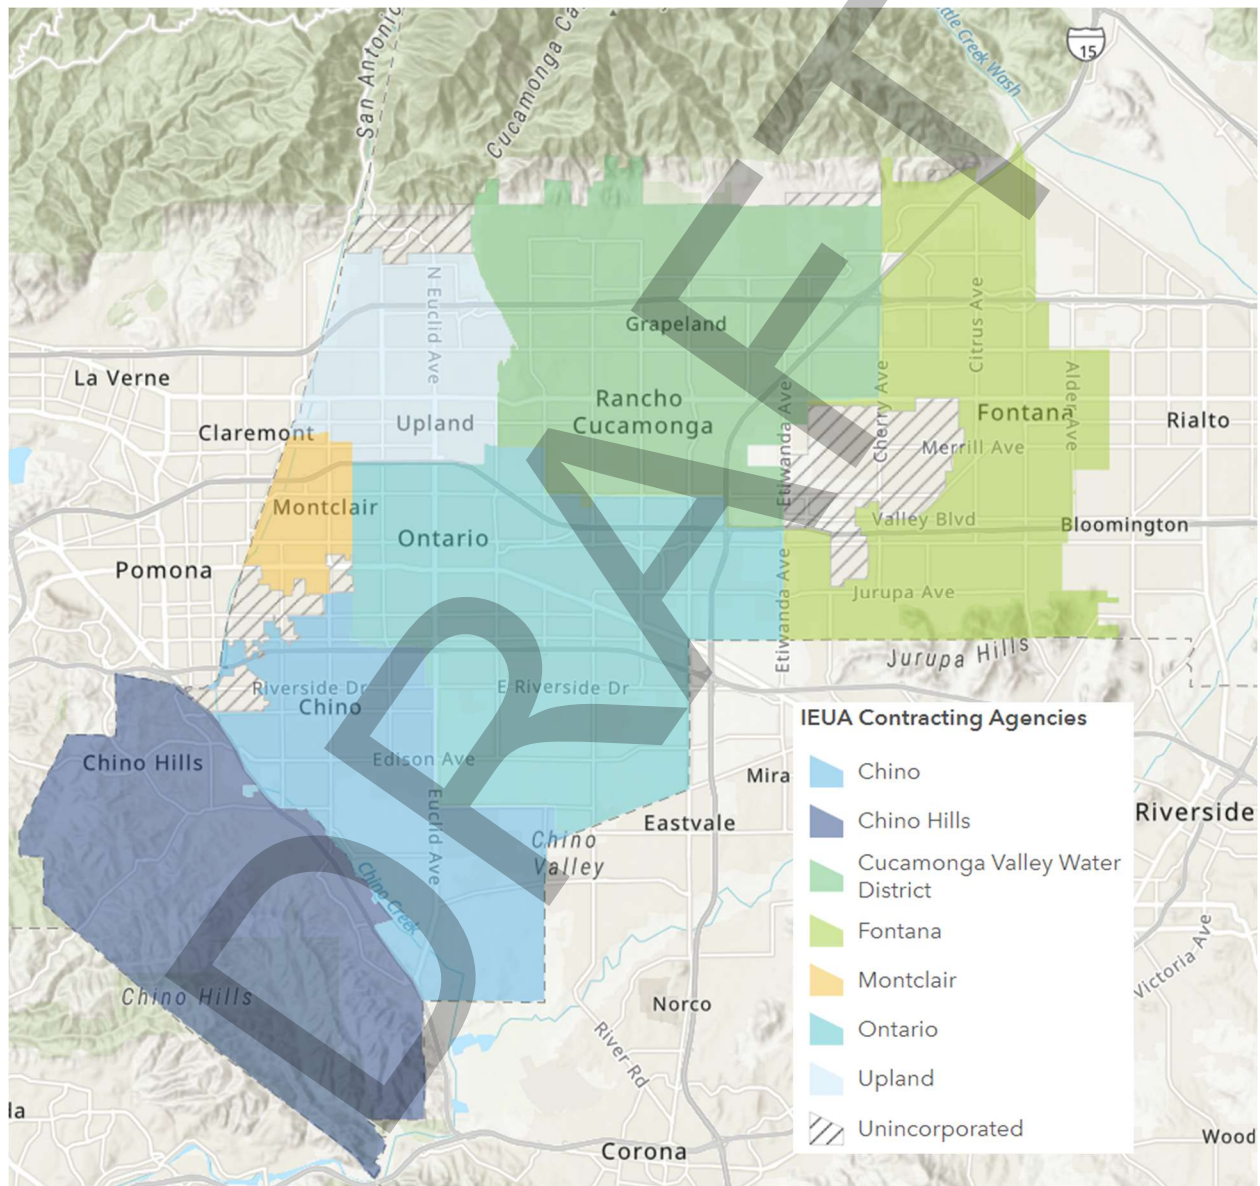 San Antonio
Cucamonga Ca
ttle Creek Wash
15
N Euclid Ave
Grapeland
Citrus Ave
La Verne
Rancho
Cucamonga
Etiwanda Ave
Cherry Ave
Alder Ave
Fontana
Claremont
Upland
Rialto
Merrill Ave
Montclair
Ontario
Valley Blvd
Bloomington
Pomona
Etiwanda Ave
Jurupa Ave
Jurupa Hills
Riverside Dr
E Riverside Dr
Chino
Chino Hills
Edison Ave
Euclid Ave
Mira
Eastvale
Riverside
Chino
Valley
Chino Creek
Victoria Ave
Chino Hills
Norco
River Rd
la
Corona
Wood
IEUA Contracting Agencies
Chino
Chino Hills
Cucamonga Valley Water
District
Fontana
Montclair
Ontario
Upland
Unincorporated
DRAFT